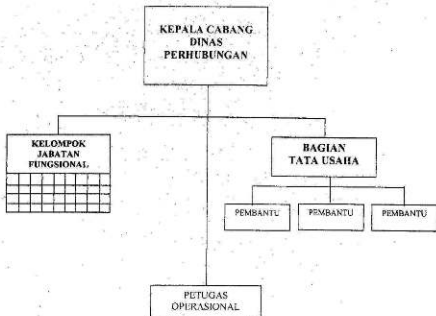 KEPALA CABANG
DINAS
PERHUBUNGAN
KELOMPOK
JABATAN
FUNGSIONAL
BAGIAN
TATA USAHA
PEMBANTU
PEMBANTU
PEMBANTU
PETUGAS
OPERASIONAL